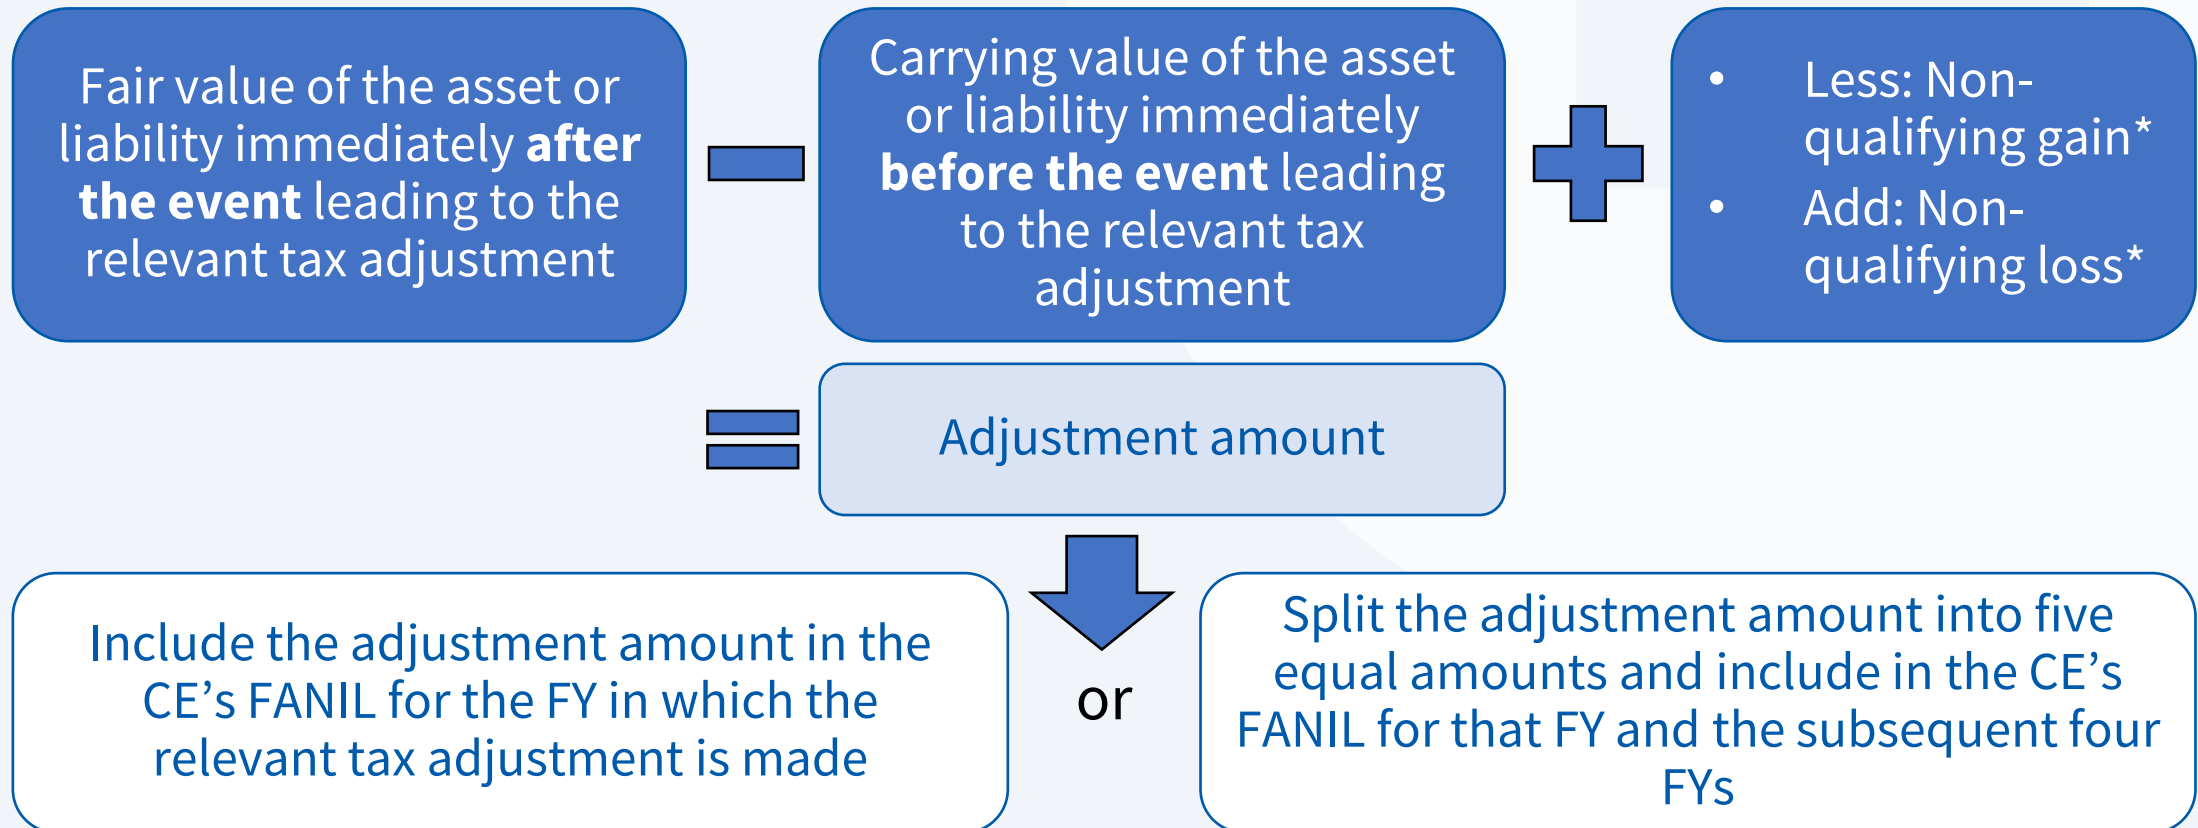 Fair value of the asset or
liability immediately after
the event leading to the
relevant tax adjustment
Carrying value of the asset
or liability immediately
before the event leading
to the relevant tax
adjustment
• Less: Non-
qualifying gain*
• Add: Non-
qualifying loss*
Adjustment amount
Include the adjustment amount in the
CE’s FANIL for the FY in which the
relevant tax adjustment is made
or
Split the adjustment amount into five
equal amounts and include in the CE’s
FANIL for that FY and the subsequent four
FYs